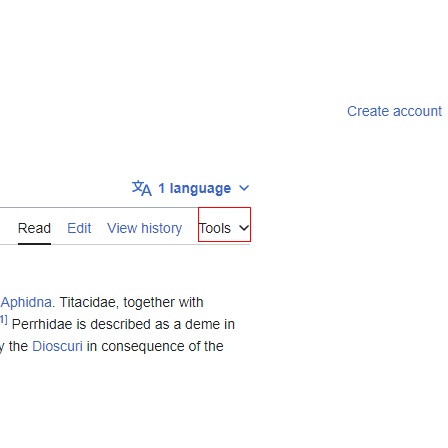 Create account
1 language
Read Edit View history Tools
Aphidna. Titacidae, together with
1] Perrhidae is described as a deme in
y the Dioscuri in consequence of the